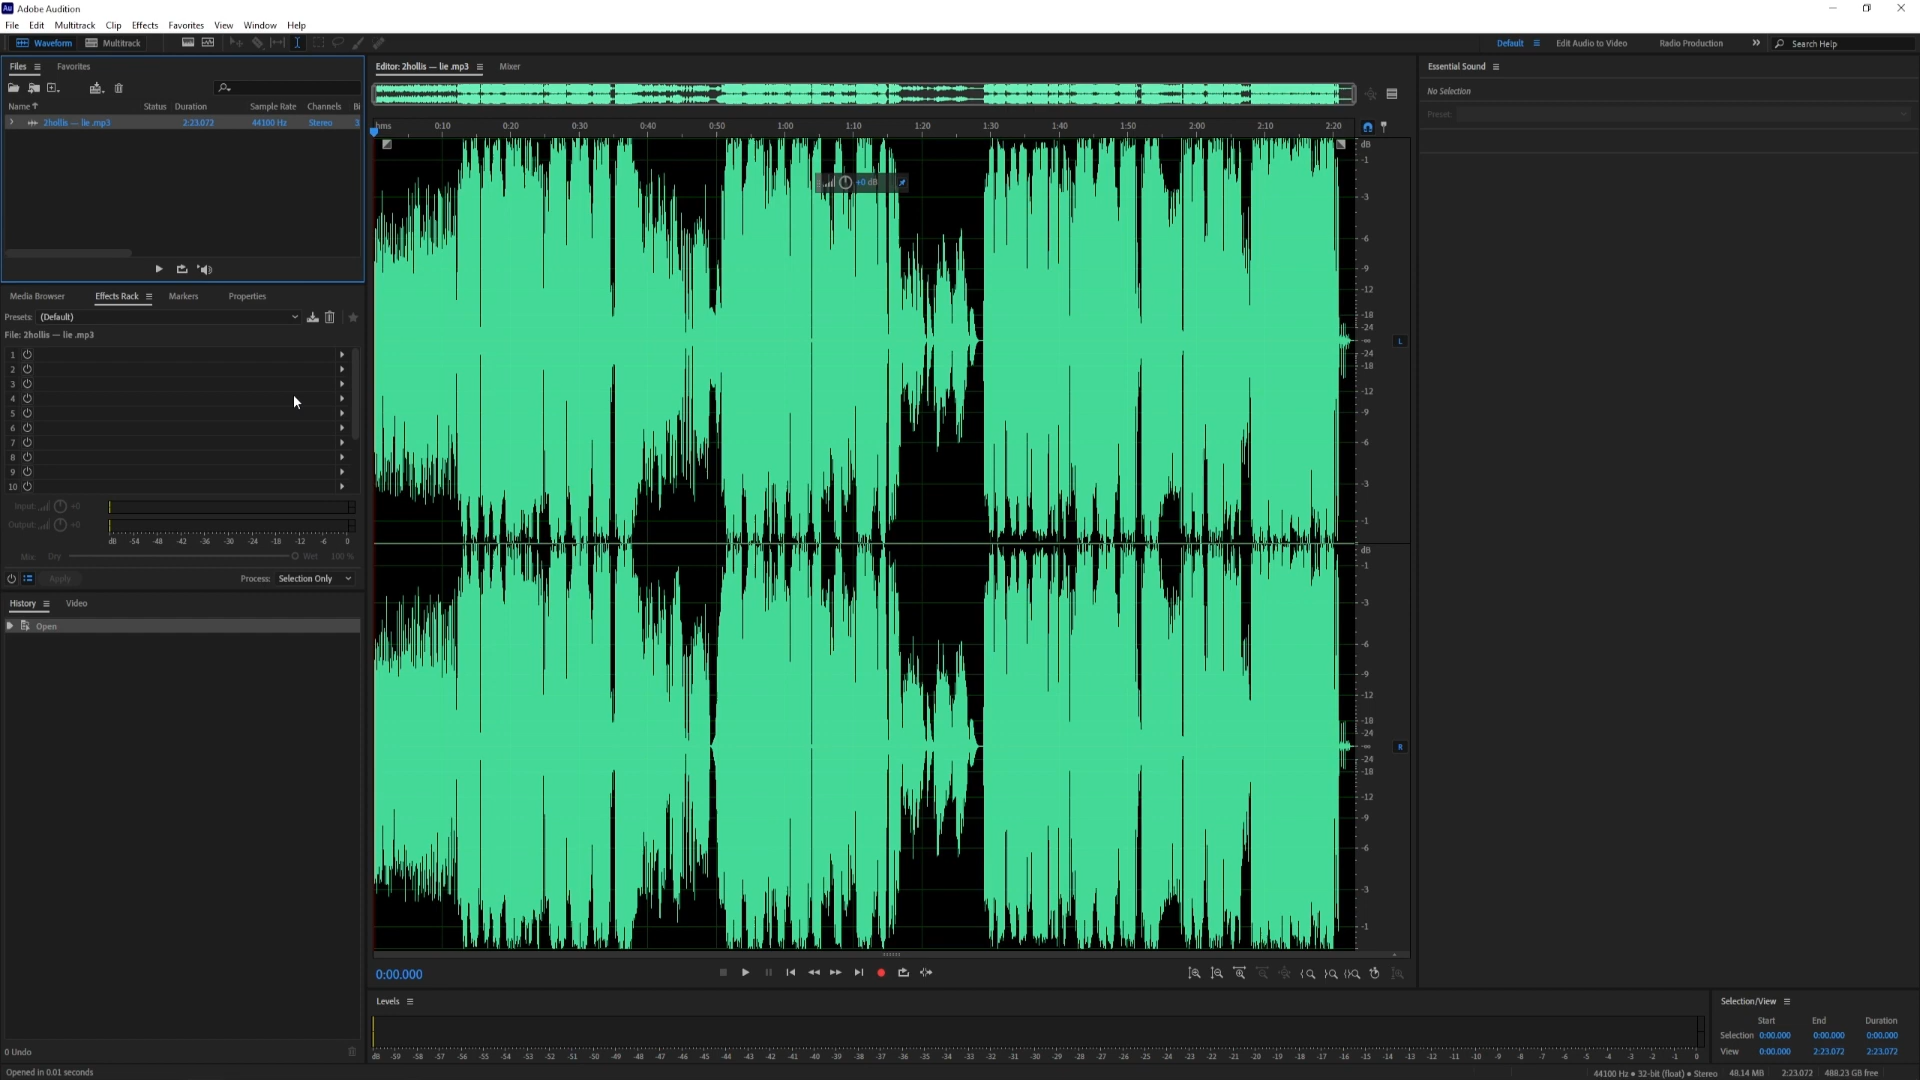 Adobe Audition
File Edit Multitrack Clip Effects Favorites View Window Help
Waveform Multitrack
Default Edit Audio to Video Radio Production Search Help
Files Favorites
Name Status Duration Sample Rate Channels Bi
2hollis — lie .mp3 2:23.072 44100 Hz Stereo 3
Media Browser Effects Rack Markers Properties
Presets: (Default)
File: 2hollis — lie .mp3
1
2
3
4
5
6
7
8
9
10
Input: +0
Output: +0
dB -54 -48 -42 -36 -30 -24 -18 -12 -6 0
Mix: Dry Wet 100 %
Apply Process: Selection Only
History Video
Open
0 Undo
Opened in 0.01 seconds
Editor: 2hollis — lie .mp3 Mixer
hms 0:10 0:20 0:30 0:40 0:50 1:00 1:10 1:20 1:30 1:40 1:50 2:00 2:10 2:20
+0 dB
dB
-1
-3
-6
-9
-12
-18
-24
-∞
-24
-18
-12
-9
-6
-3
-1
L
dB
-1
-3
-6
-9
-12
-18
-24
-∞
-24
-18
-12
-9
-6
-3
-1
R
0:00.000
Levels
dB -59 -58 -57 -56 -55 -54 -53 -52 -51 -50 -49 -48 -47 -46 -45 -44 -43 -42 -41 -40 -39 -38 -37 -36 -35 -34 -33 -32 -31 -30 -29 -28 -27 -26 -25 -24 -23 -22 -21 -20 -19 -18 -17 -16 -15 -14 -13 -12 -11 -10 -9 -8 -7 -6 -5 -4 -3 -2 -1 0
Essential Sound
No Selection
Preset:
Selection/View
Start End Duration
Selection 0:00.000 0:00.000 0:00.000
View 0:00.000 2:23.072 2:23.072
44100 Hz • 32-bit (float) • Stereo 48.14 MB 2:23.072 488.23 GB free